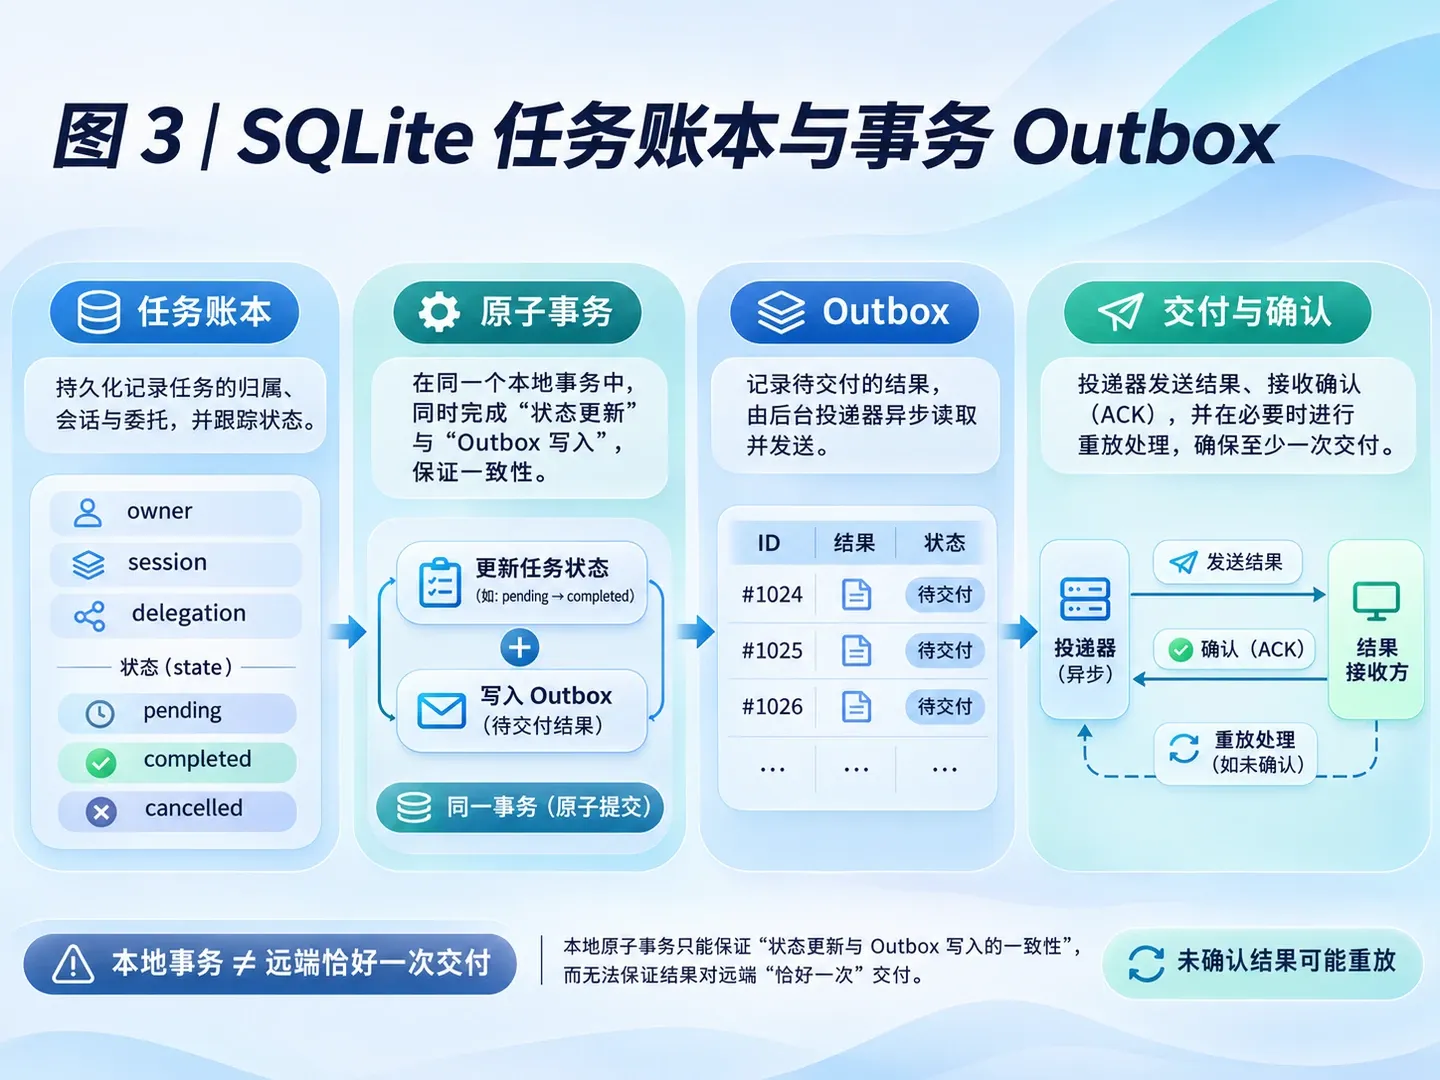 图 3 | SQLite 任务账本与事务 Outbox
任务账本
持久化记录任务的归属、
会话与委托，并跟踪状态。
owner
session
delegation
状态（state）
pending
completed
cancelled
原子事务
在同一个本地事务中，
同时完成“状态更新”
与“Outbox 写入”，
保证一致性。
更新任务状态
（如: pending → completed）
写入 Outbox
（待交付结果）
同一事务（原子提交）
Outbox
记录待交付的结果，
由后台投递器异步读取
并发送。
ID 结果 状态
#1024 待交付
#1025 待交付
#1026 待交付
… … …
交付与确认
投递器发送结果、接收确认
（ACK），并在必要时进行
重放处理，确保至少一次交付。
投递器
（异步）
发送结果
确认（ACK）
重放处理
（如未确认）
结果
接收方
本地事务 ≠ 远端恰好一次交付
本地原子事务只能保证“状态更新与 Outbox 写入的一致性”，
而无法保证结果对远端“恰好一次”交付。
未确认结果可能重放